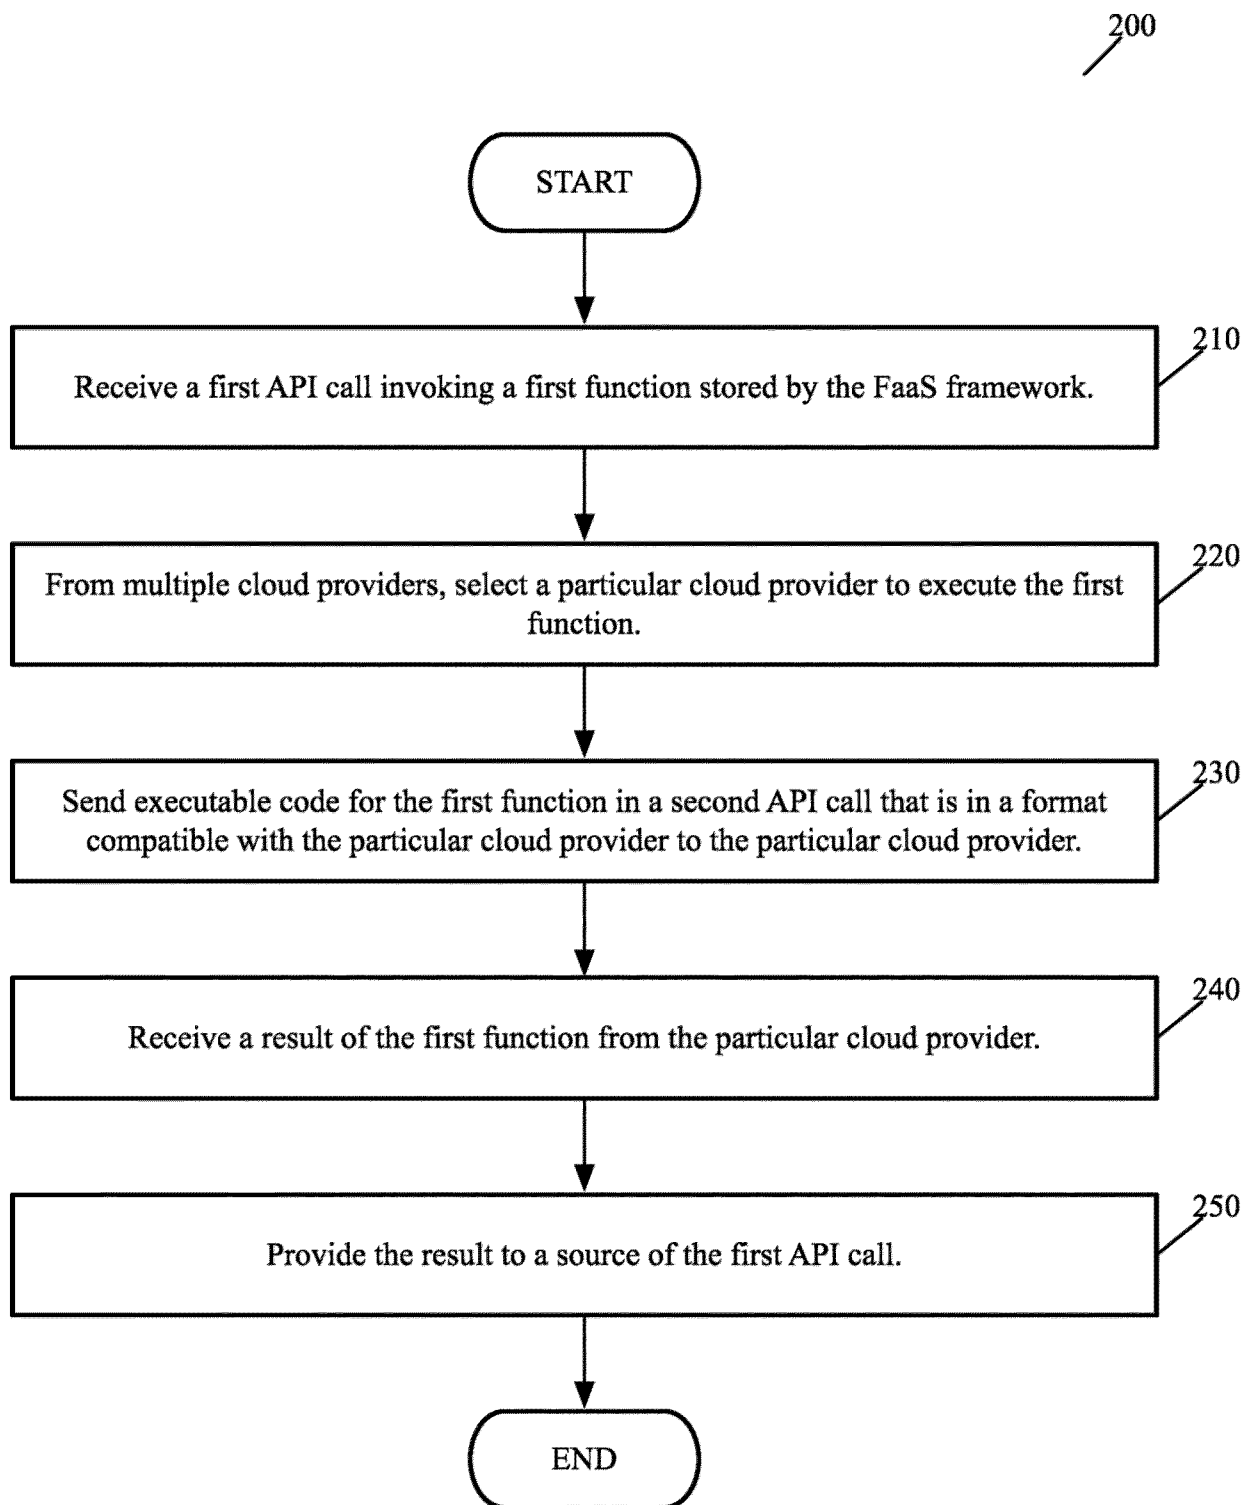 200
START
210
Receive a first API call invoking a first function stored by the FaaS framework.
220
From multiple cloud providers, select a particular cloud provider to execute the first
function.
230
Send executable code for the first function in a second API call that is in a format
compatible with the particular cloud provider to the particular cloud provider.
240
Receive a result of the first function from the particular cloud provider.
250
Provide the result to a source of the first API call.
END